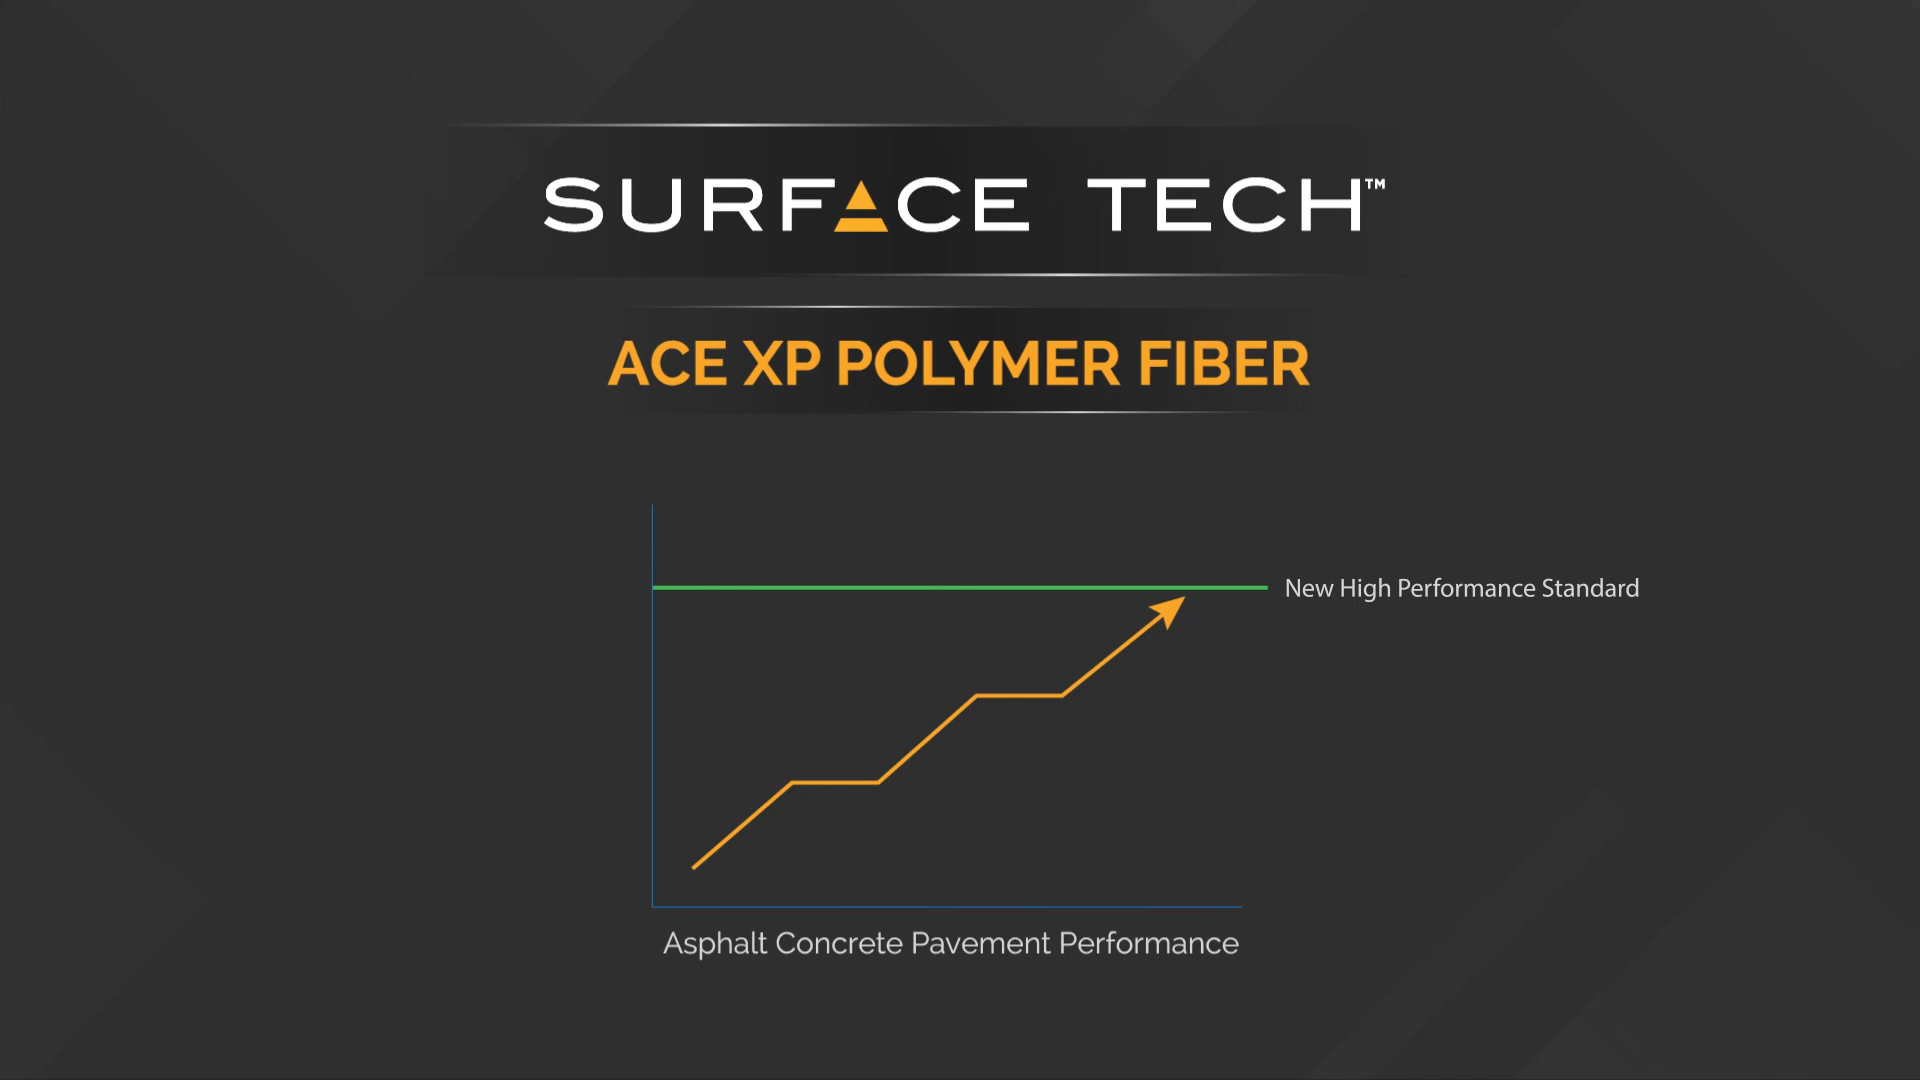 SURFACE TECH™
ACE XP POLYMER FIBER
New High Performance Standard
Asphalt Concrete Pavement Performance